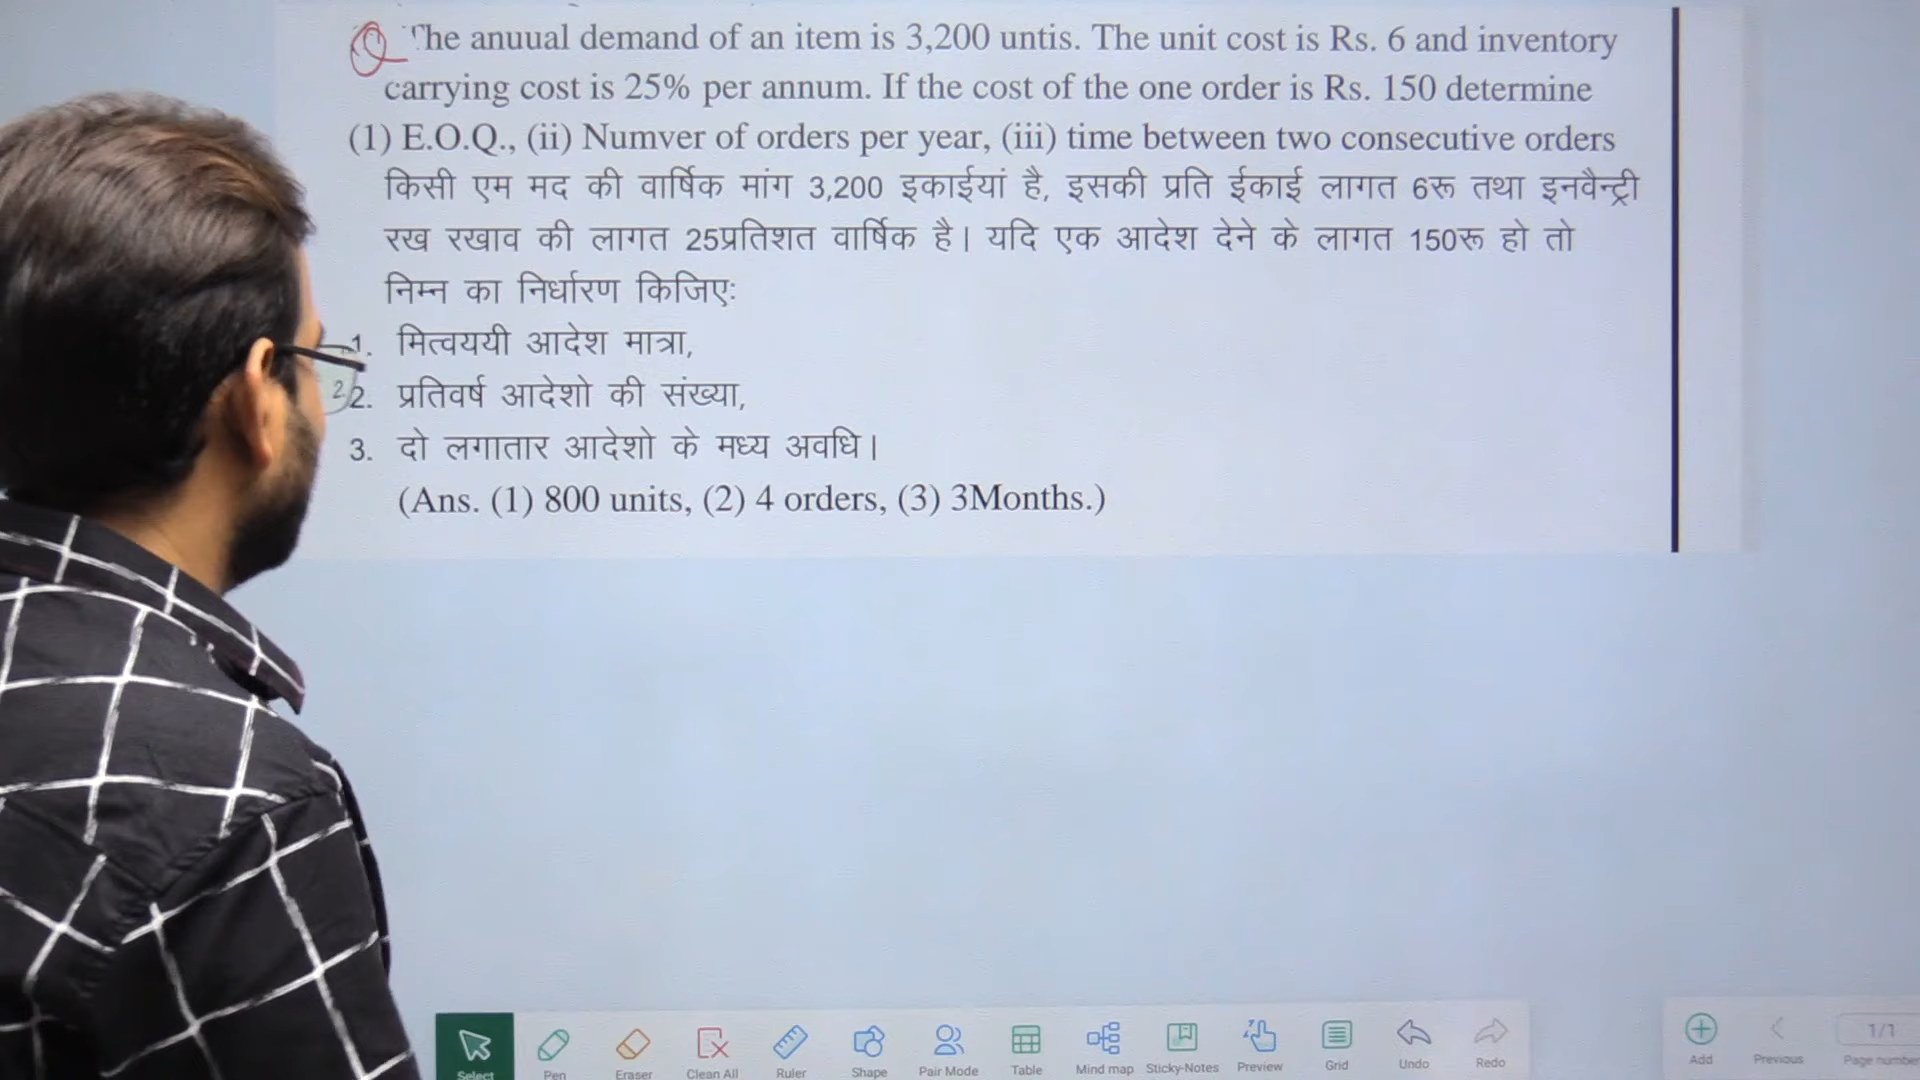 Q The anuual demand of an item is 3,200 untis. The unit cost is Rs. 6 and inventory
carrying cost is 25% per annum. If the cost of the one order is Rs. 150 determine
(1) E.O.Q., (ii) Numver of orders per year, (iii) time between two consecutive orders
किसी एम मद की वार्षिक मांग 3,200 इकाईयां है, इसकी प्रति ईकाई लागत 6रू तथा इनवैन्ट्री
रख रखाव की लागत 25प्रतिशत वार्षिक है। यदि एक आदेश देने के लागत 150रू हो तो
निम्न का निर्धारण किजिएः
1. मित्वययी आदेश मात्रा,
2. प्रतिवर्ष आदेशो की संख्या,
3. दो लगातार आदेशो के मध्य अवधि।
(Ans. (1) 800 units, (2) 4 orders, (3) 3Months.)
Select Pen Eraser Clean All Ruler Shape Pair Mode Table Mind map Sticky-Notes Preview Grid Undo Redo Add Previous 1/1 Page number